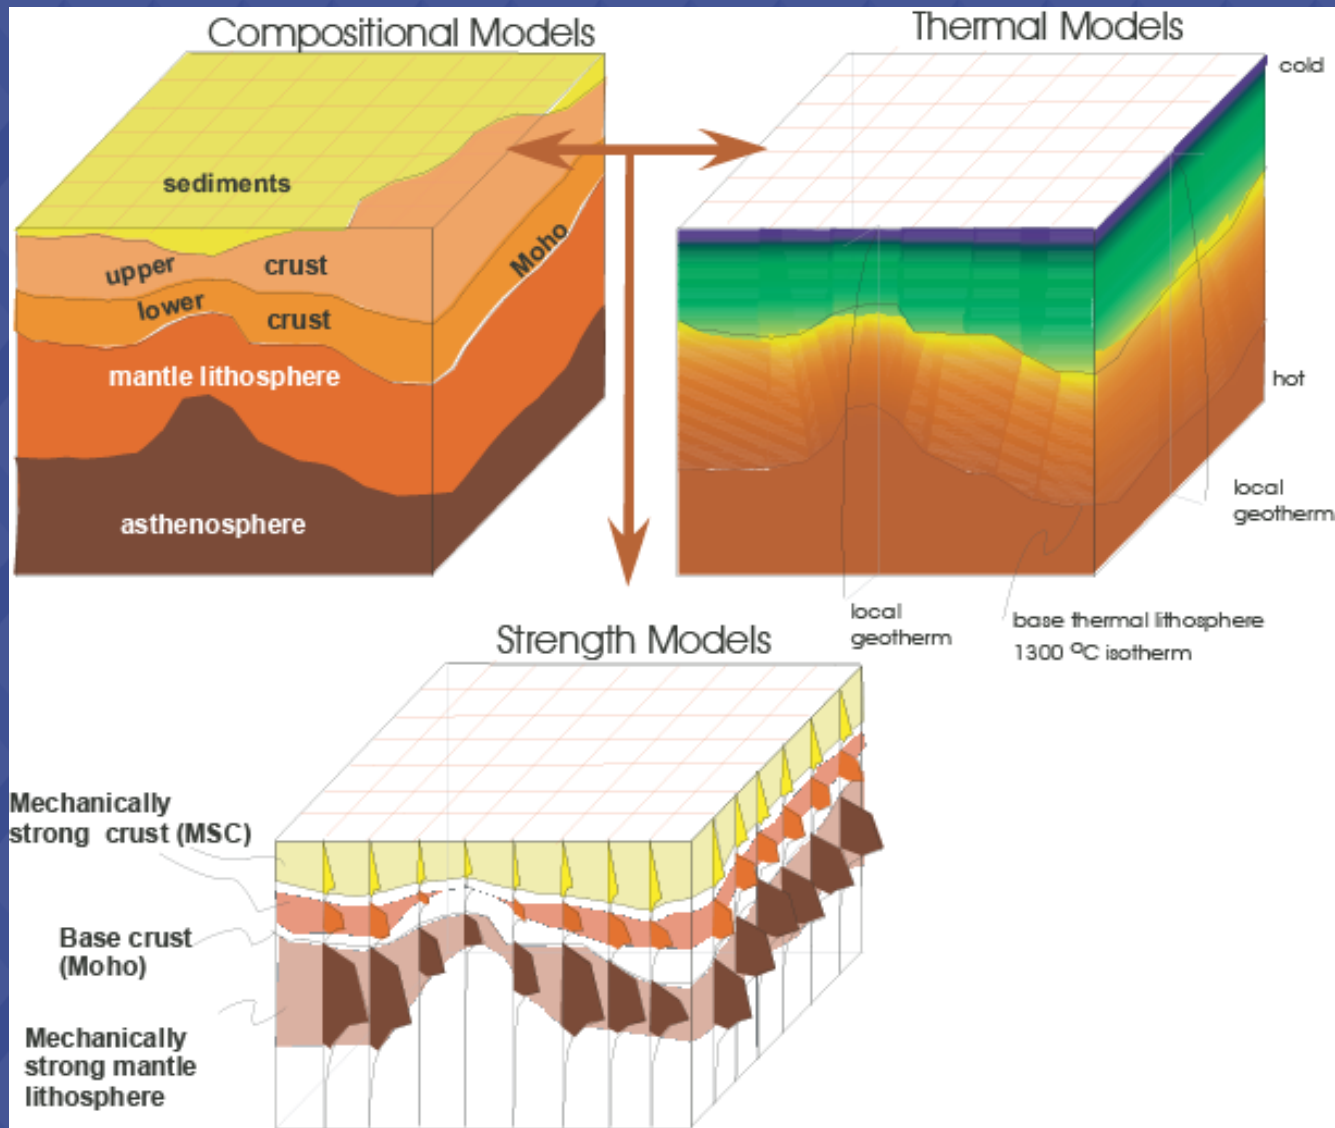 Compositional Models
Thermal Models
cold
sediments
Moho
upper crust
lower crust
mantle lithosphere
hot
asthenosphere
local
geotherm
local
geotherm
base thermal lithosphere
1300 ºC isotherm
Strength Models
Mechanically
strong crust (MSC)
Base crust
(Moho)
Mechanically
strong mantle
lithosphere